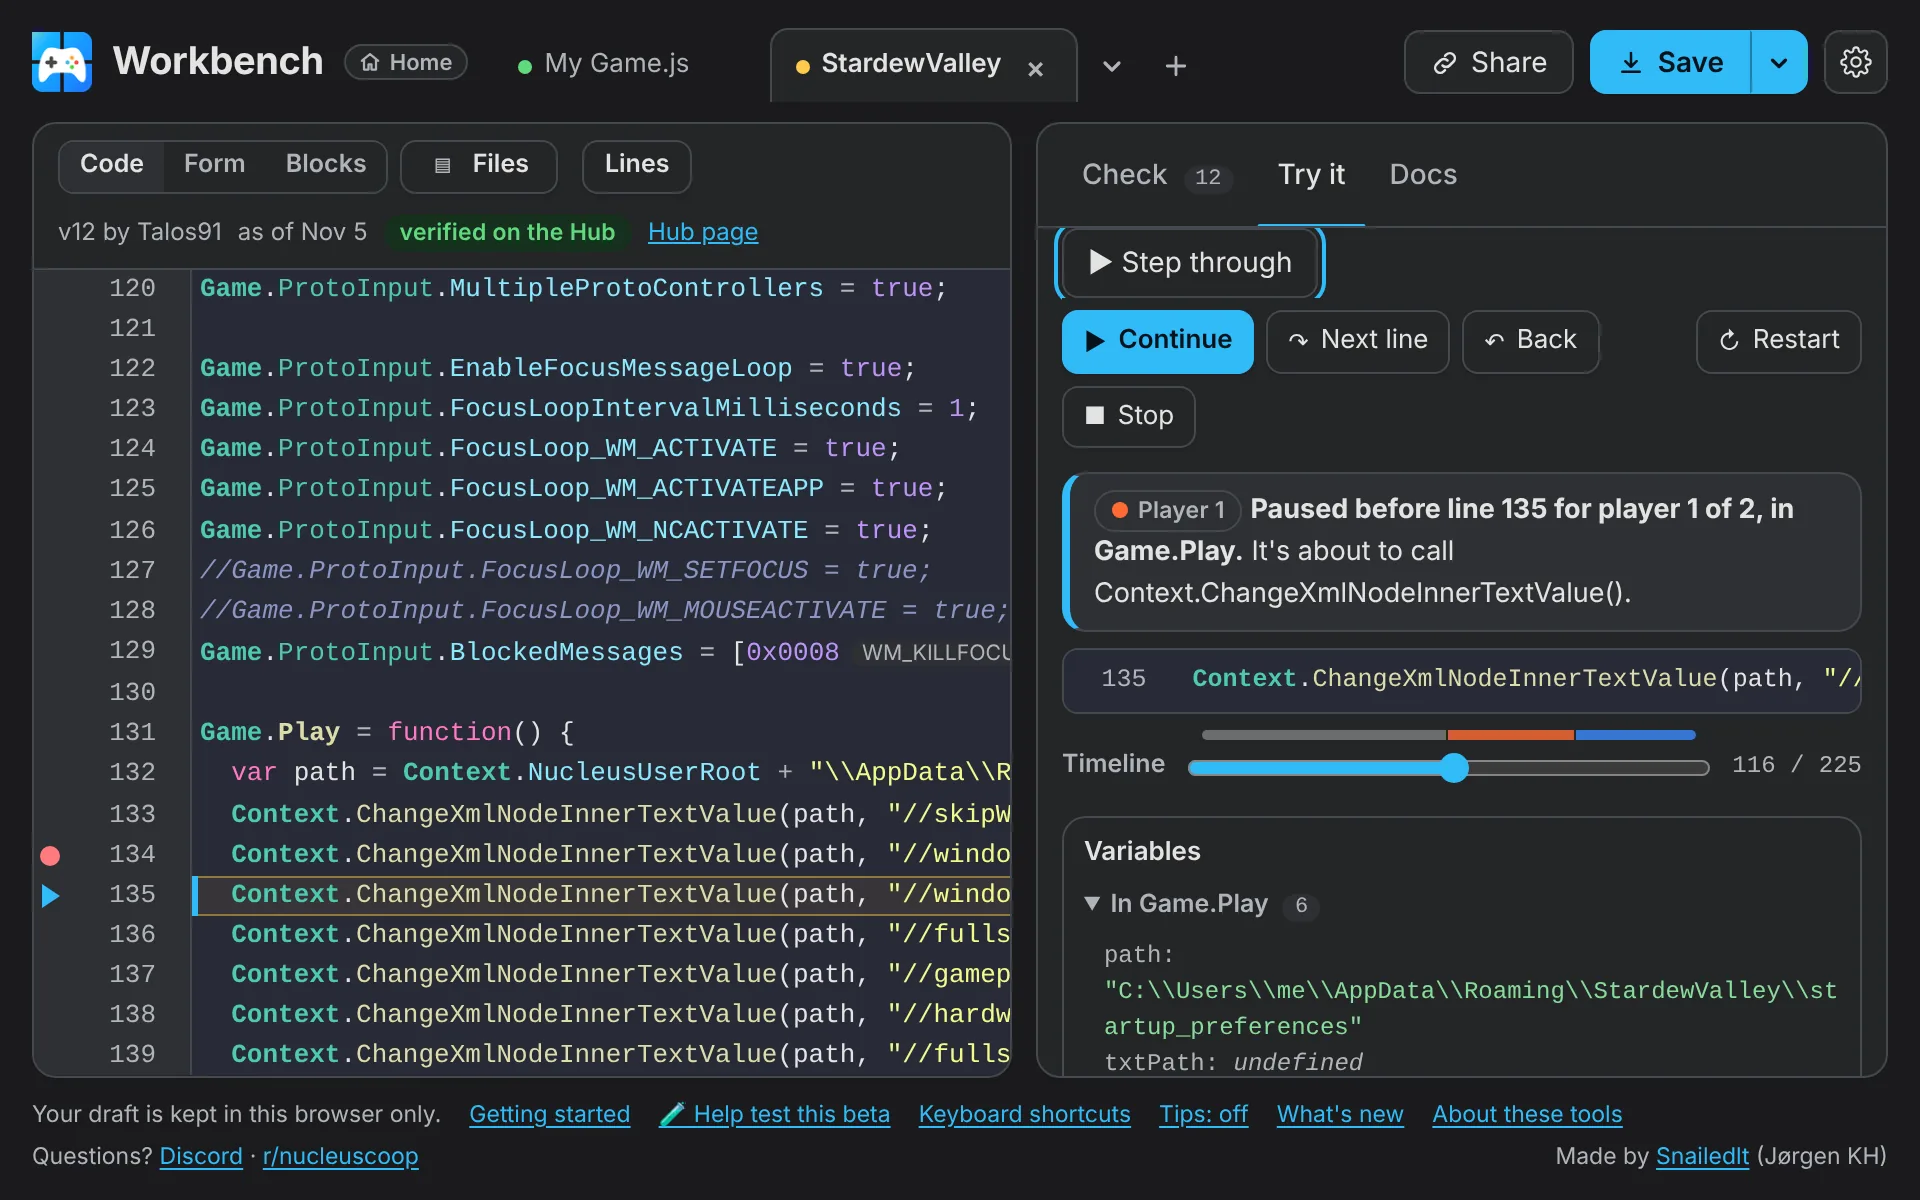 Workbench
Home
My Game.js
StardewValley
Share
Save
Code
Form
Blocks
Files
Lines
v12 by Talos91 as of Nov 5 verified on the Hub Hub page
120 Game.ProtoInput.MultipleProtoControllers = true;
121
122 Game.ProtoInput.EnableFocusMessageLoop = true;
123 Game.ProtoInput.FocusLoopIntervalMilliseconds = 1;
124 Game.ProtoInput.FocusLoop_WM_ACTIVATE = true;
125 Game.ProtoInput.FocusLoop_WM_ACTIVATEAPP = true;
126 Game.ProtoInput.FocusLoop_WM_NCACTIVATE = true;
127 //Game.ProtoInput.FocusLoop_WM_SETFOCUS = true;
128 //Game.ProtoInput.FocusLoop_WM_MOUSEACTIVATE = true;
129 Game.ProtoInput.BlockedMessages = [0x0008 WM_KILLFOCU
130
131 Game.Play = function() {
132 var path = Context.NucleusUserRoot + "\\AppData\\R
133 Context.ChangeXmlNodeInnerTextValue(path, "//skipW
134 Context.ChangeXmlNodeInnerTextValue(path, "//windo
135 Context.ChangeXmlNodeInnerTextValue(path, "//windo
136 Context.ChangeXmlNodeInnerTextValue(path, "//fulls
137 Context.ChangeXmlNodeInnerTextValue(path, "//gamep
138 Context.ChangeXmlNodeInnerTextValue(path, "//hardw
139 Context.ChangeXmlNodeInnerTextValue(path, "//fulls
Check 12
Try it
Docs
Step through
Continue
Next line
Back
Restart
Stop
Player 1 Paused before line 135 for player 1 of 2, in
Game.Play. It's about to call
Context.ChangeXmlNodeInnerTextValue().
135 Context.ChangeXmlNodeInnerTextValue(path, "//
Timeline 116 / 225
Variables
In Game.Play 6
path:
"C:\\Users\\me\\AppData\\Roaming\\StardewValley\\st
artup_preferences"
txtPath: undefined
Your draft is kept in this browser only. Getting started Help test this beta Keyboard shortcuts Tips: off What's new About these tools
Questions? Discord · r/nucleuscoop
Made by SnailedIt (Jørgen KH)